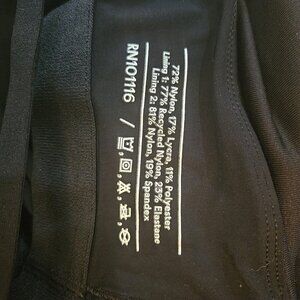 72% Nylon, 17% Lycra, 11% Polyester
Lining 1: 77% Recycled Nylon, 23% Elastane
Lining 2: 81% Nylon, 19% Spandex
RN101116 /